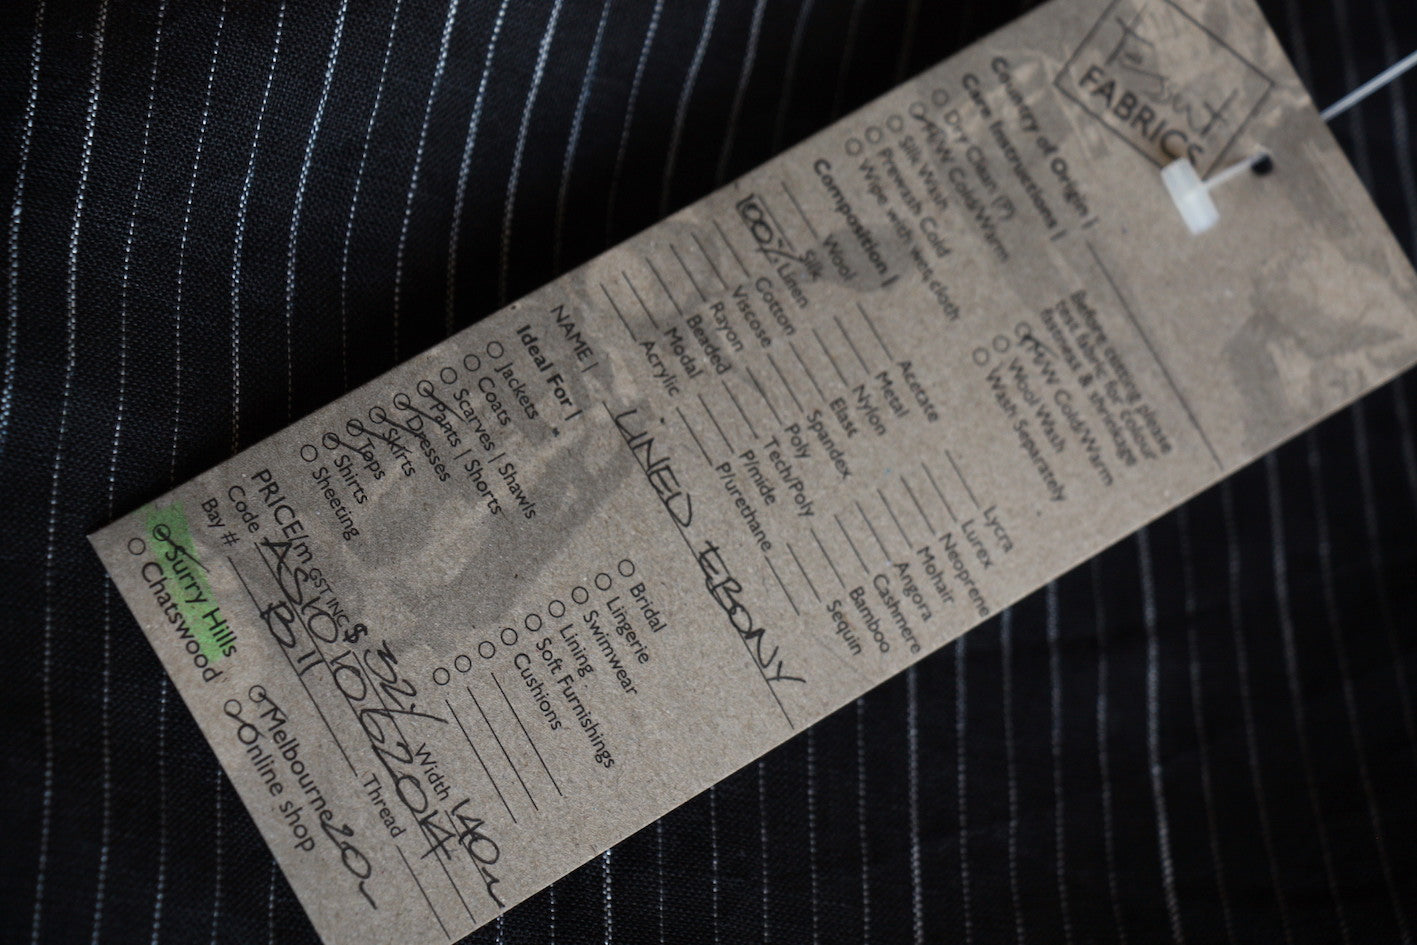 Tessuti
FABRICS
Country of Origin |
Care Instructions |
Dry Clean (P)
M/W Cold/Warm
Silk Wash
Prewash Cold
Wipe with wet cloth
Before cutting please
test fabric for colour
fastness & shrinkage
H/W Cold/Warm
Wool Wash
Wash Separately
Composition |
Wool
Silk
100% Linen
Cotton
Viscose
Rayon
Beaded
Modal
Acrylic
Acetate
Metal
Nylon
Elast
Spandex
Poly
Tech/Poly
P/mide
P/urethane
Lycra
Lurex
Neoprene
Mohair
Angora
Cashmere
Bamboo
Sequin
NAME | LINED EBONY
Ideal For |
Jackets
Coats
Scarves | Shawls
Pants | Shorts
Dresses
Skirts
Tops
Shirts
Sheeting
Bridal
Lingerie
Swimwear
Lining
Soft Furnishings
Cushions
PRICE/m GST INC $ 32/ Width 140
Code
Bay # B11 Thread
Surry Hills
Chatswood
Melbourne 20
Online shop